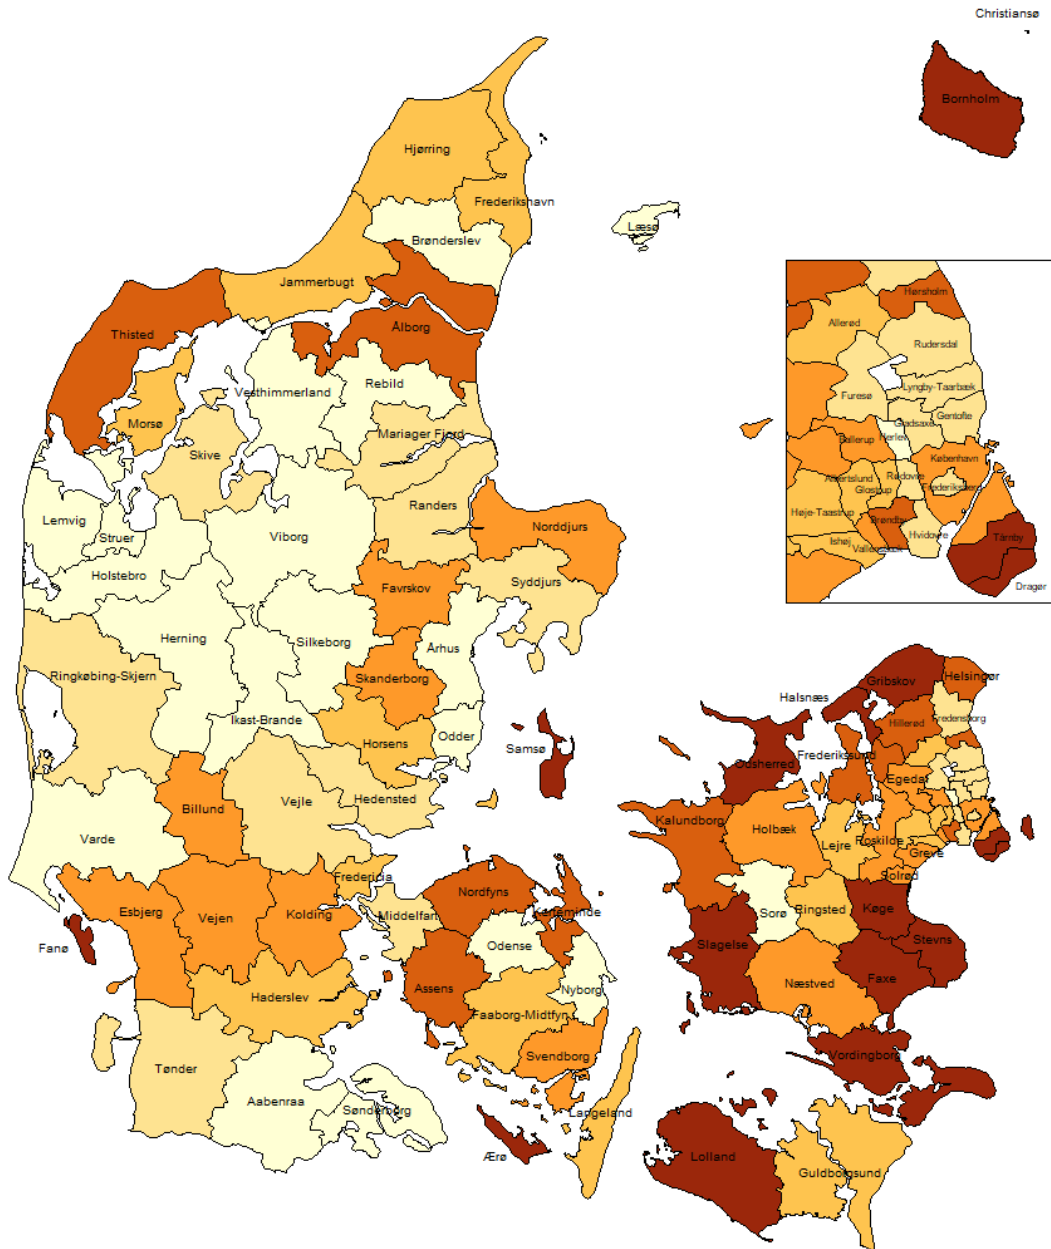 Christiansø
Bornholm
Hjørring
Frederikshavn
Læsø
Brønderslev
Jammerbugt
Thisted
Ålborg
Rebild
Vesthimmerland
Morsø
Mariager Fjord
Skive
Randers
Norddjurs
Lemvig
Struer
Viborg
Holstebro
Favrskov
Syddjurs
Herning
Silkeborg
Århus
Ringkøbing-Skjern
Skanderborg
Ikast-Brande
Horsens
Odder
Samsø
Hedensted
Billund
Vejle
Varde
Fredericia
Esbjerg
Vejen
Kolding
Middelfart
Nordfyns
Kerteminde
Fanø
Odense
Assens
Nyborg
Haderslev
Faaborg-Midtfyn
Svendborg
Tønder
Aabenraa
Sønderborg
Langeland
Ærø
Hørsholm
Allerød
Rudersdal
Lyngby-Taarbæk
Furesø
Gentofte
Gladsaxe
Herlev
Ballerup
København
Rødovre
Albertslund
Frederiksberg
Glostrup
Høje-Taastrup
Brøndby
Hvidovre
Ishøj
Vallensbæk
Tårnby
Dragør
Gribskov
Helsingør
Halsnæs
Fredensborg
Hillerød
Frederikssund
Odsherred
Egedal
Kalundborg
Holbæk
Lejre
Roskilde
Greve
Solrød
Sorø
Ringsted
Køge
Slagelse
Stevns
Faxe
Næstved
Vordingborg
Lolland
Guldborgsund